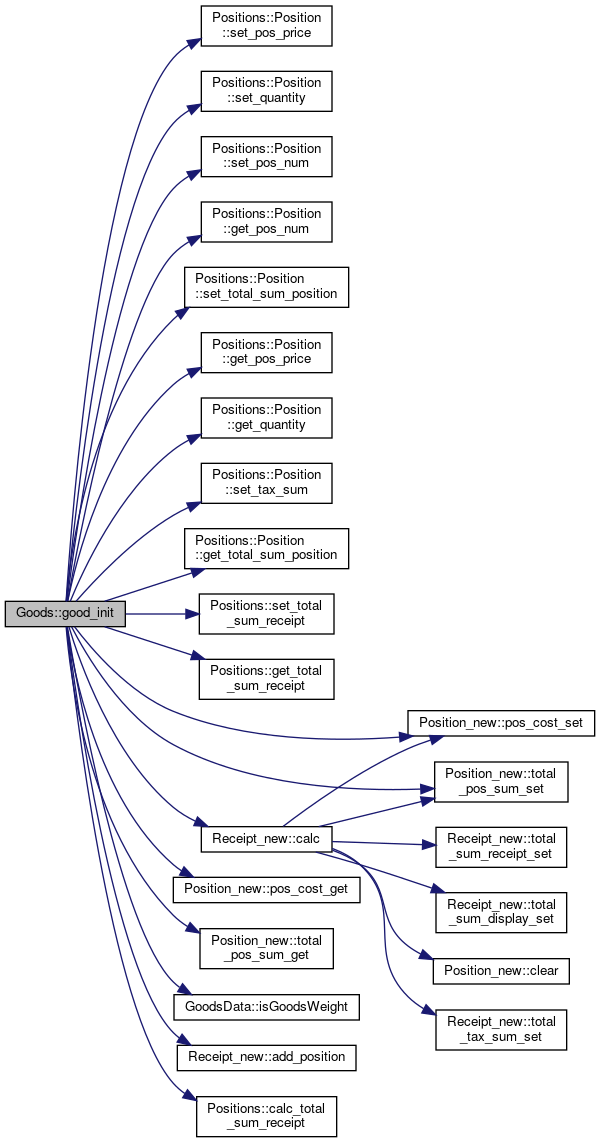 Positions::Position
::set_pos_price
Positions::Position
::set_quantity
Positions::Position
::set_pos_num
Positions::Position
::get_pos_num
Positions::Position
::set_total_sum_position
Positions::Position
::get_pos_price
Positions::Position
::get_quantity
Positions::Position
::set_tax_sum
Positions::Position
::get_total_sum_position
Goods::good_init
Positions::set_total
_sum_receipt
Positions::get_total
_sum_receipt
Position_new::pos_cost_set
Position_new::total
_pos_sum_set
Receipt_new::calc
Receipt_new::total
_sum_receipt_set
Position_new::pos_cost_get
Receipt_new::total
_sum_display_set
Position_new::total
_pos_sum_get
Position_new::clear
GoodsData::isGoodsWeight
Receipt_new::total
_tax_sum_set
Receipt_new::add_position
Positions::calc_total
_sum_receipt